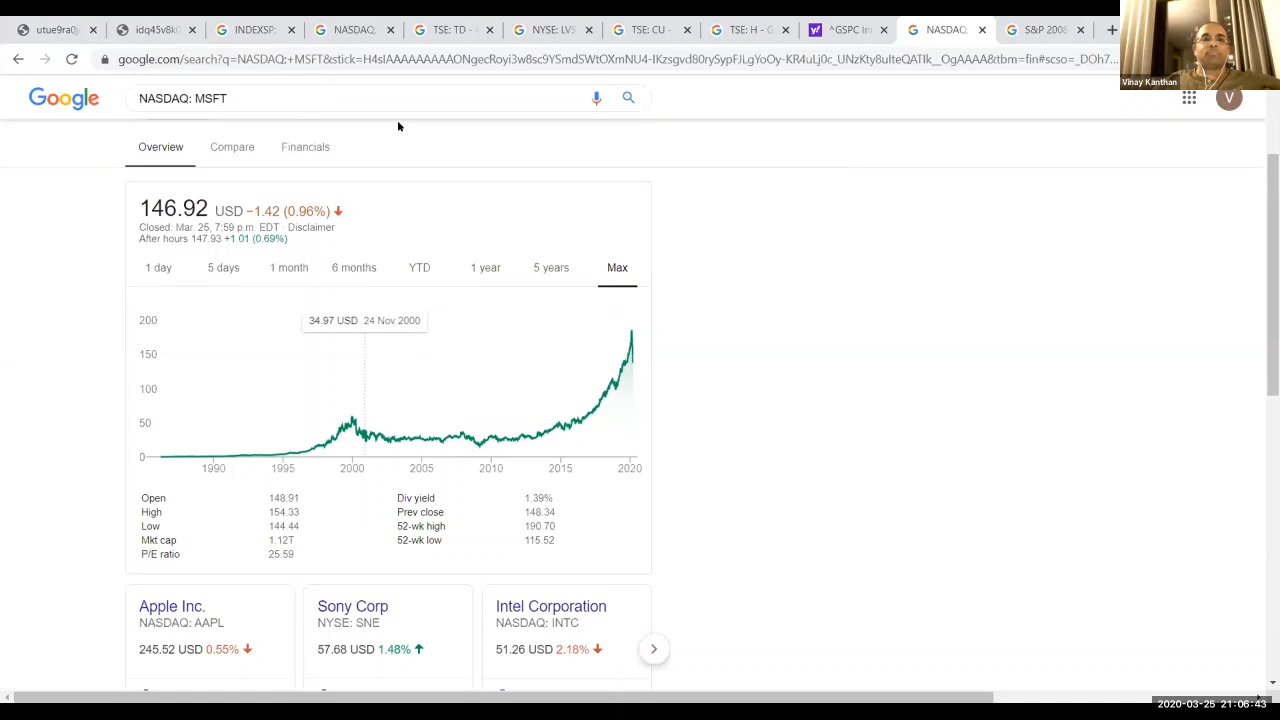 utue9ra0j
idq45v8k0
INDEXSP:
NASDAQ:
TSE: TD -
NYSE: LVS
TSE: CU -
TSE: H - G
^GSPC
NASDAQ:
S&P 2008
google.com/search?q=NASDAQ:+MSFT&stick=
Vinay Kanthan
Google
NASDAQ: MSFT
V
Overview Compare Financials
146.92 USD −1.42 (0.96%)
Closed: Mar. 25, 7:59 p.m. EDT · Disclaimer
After hours 147.93 +1.01 (0.69%)
1 day 5 days 1 month 6 months YTD 1 year 5 years Max
34.97 USD 24 Nov 2000
200
150
100
50
0
1990 1995 2000 2005 2010 2015 2020
Open 148.91 Div yield 1.39%
High 154.33 Prev close 148.34
Low 144.44 52-wk high 190.70
Mkt cap 1.12T 52-wk low 115.52
P/E ratio 25.59
Apple Inc. Sony Corp Intel Corporation
NASDAQ: AAPL NYSE: SNE NASDAQ: INTC
245.52 USD 0.55% 57.68 USD 1.48% 51.26 USD 2.18%
2020-03-25 21:06:43